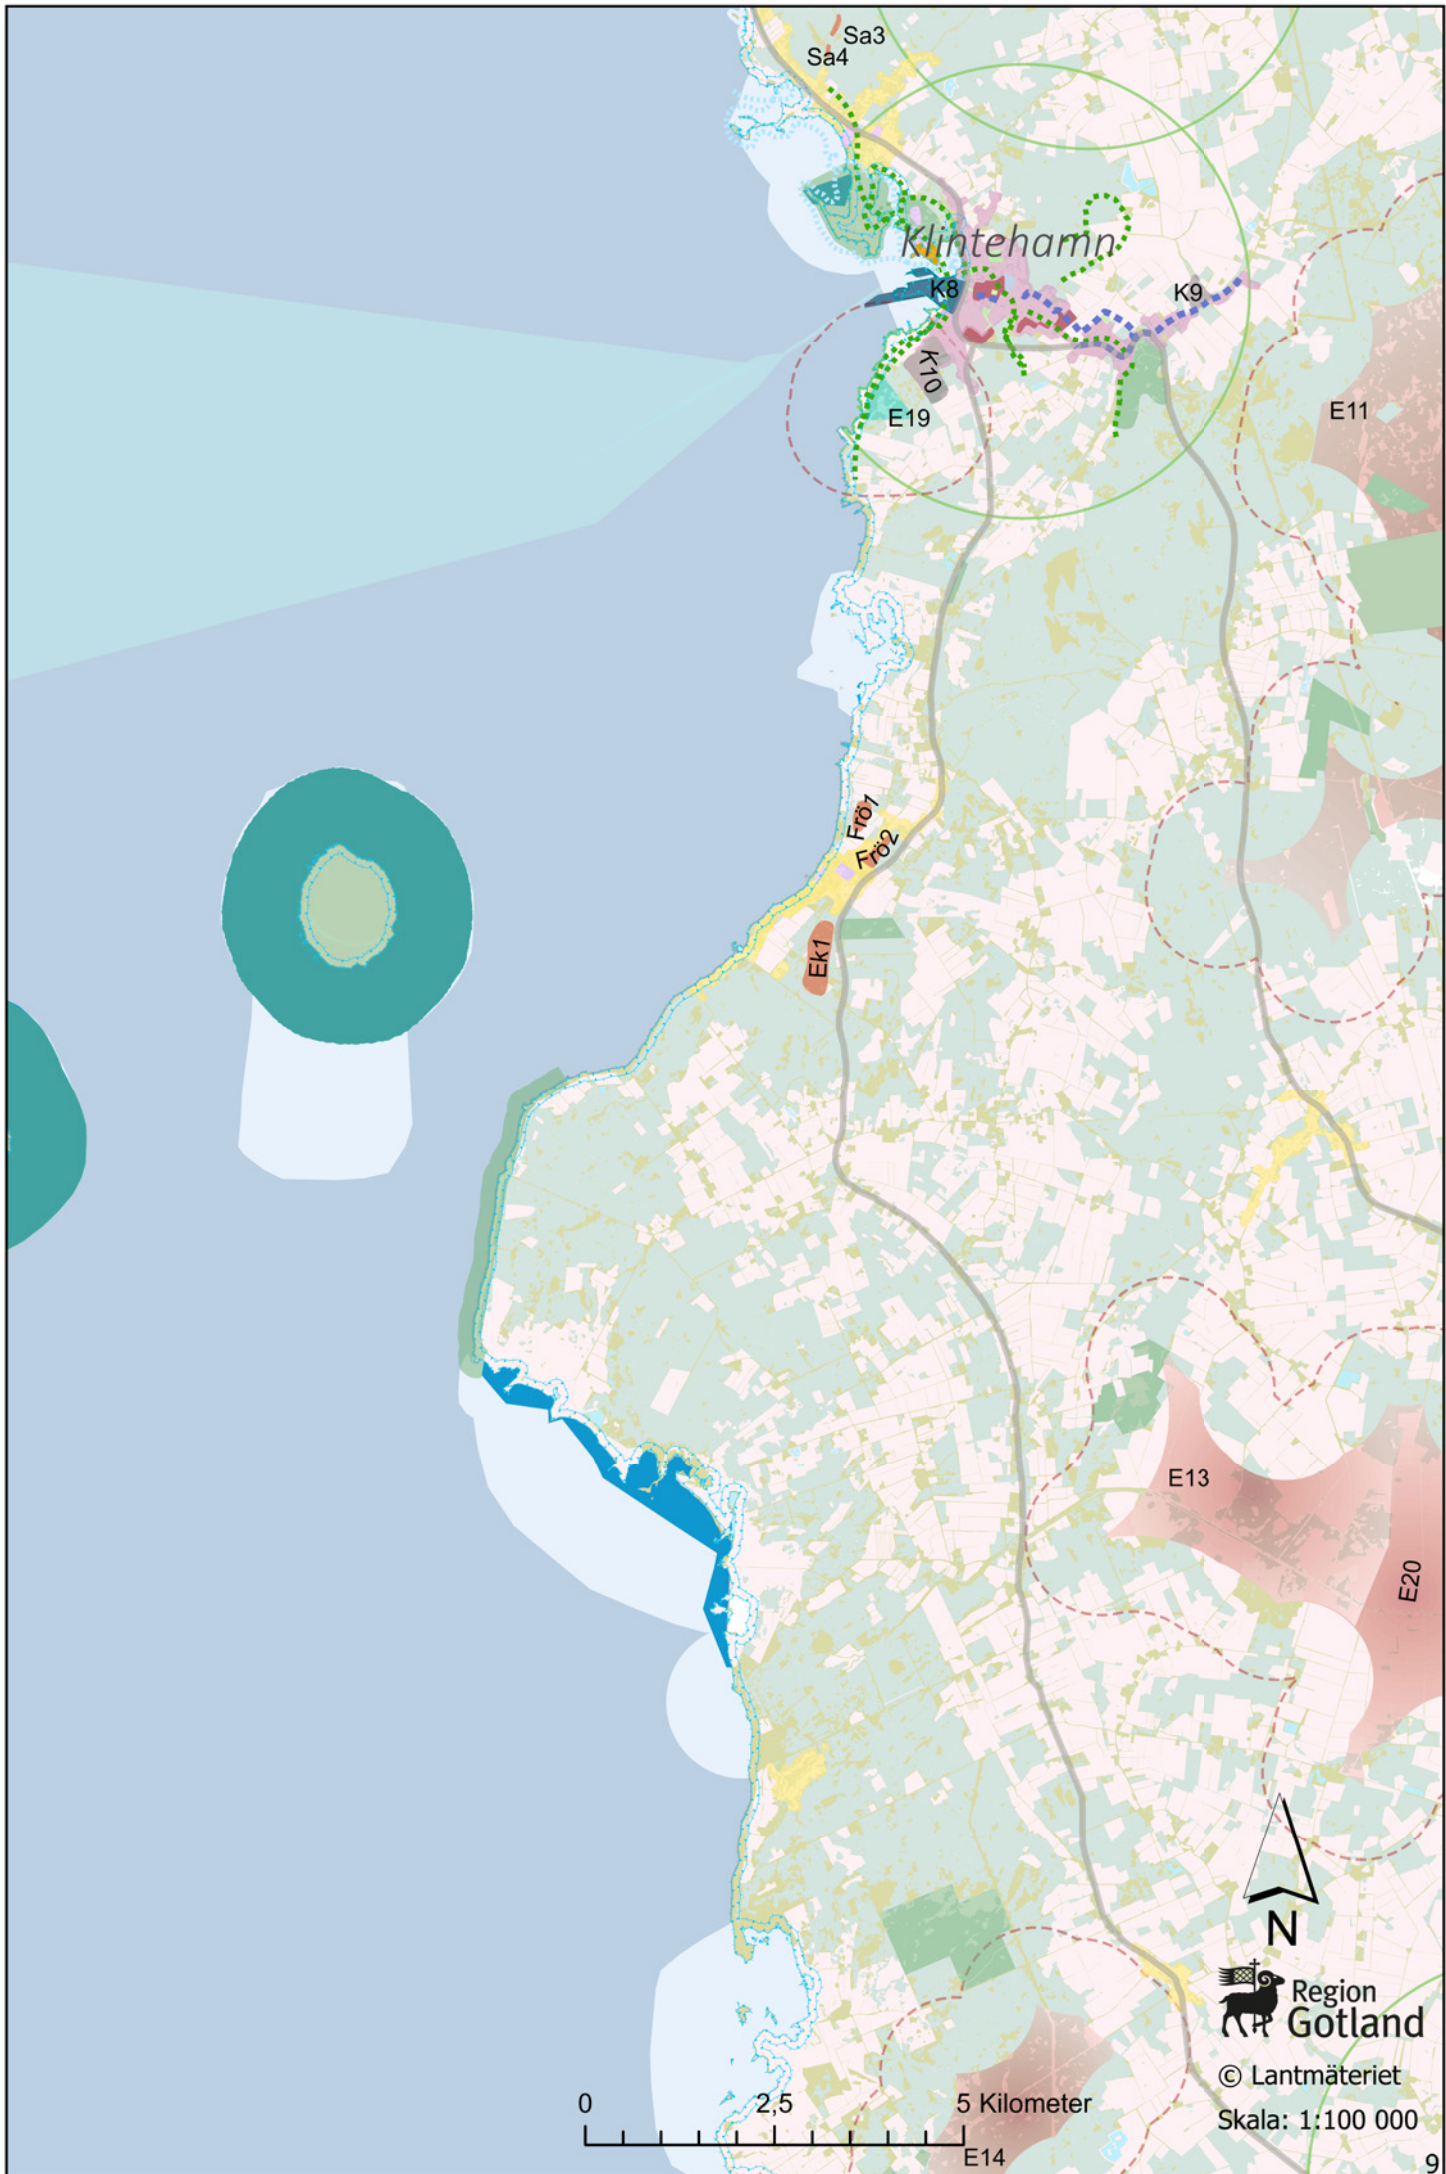 Sa3
Sa4
Klintehamn
K8
K9
K10
E19
E11
Frö1
Frö2
Ek1
E13
E20
N
Region
Gotland
© Lantmäteriet
Skala: 1:100 000
0 2,5 5 Kilometer
E14
9